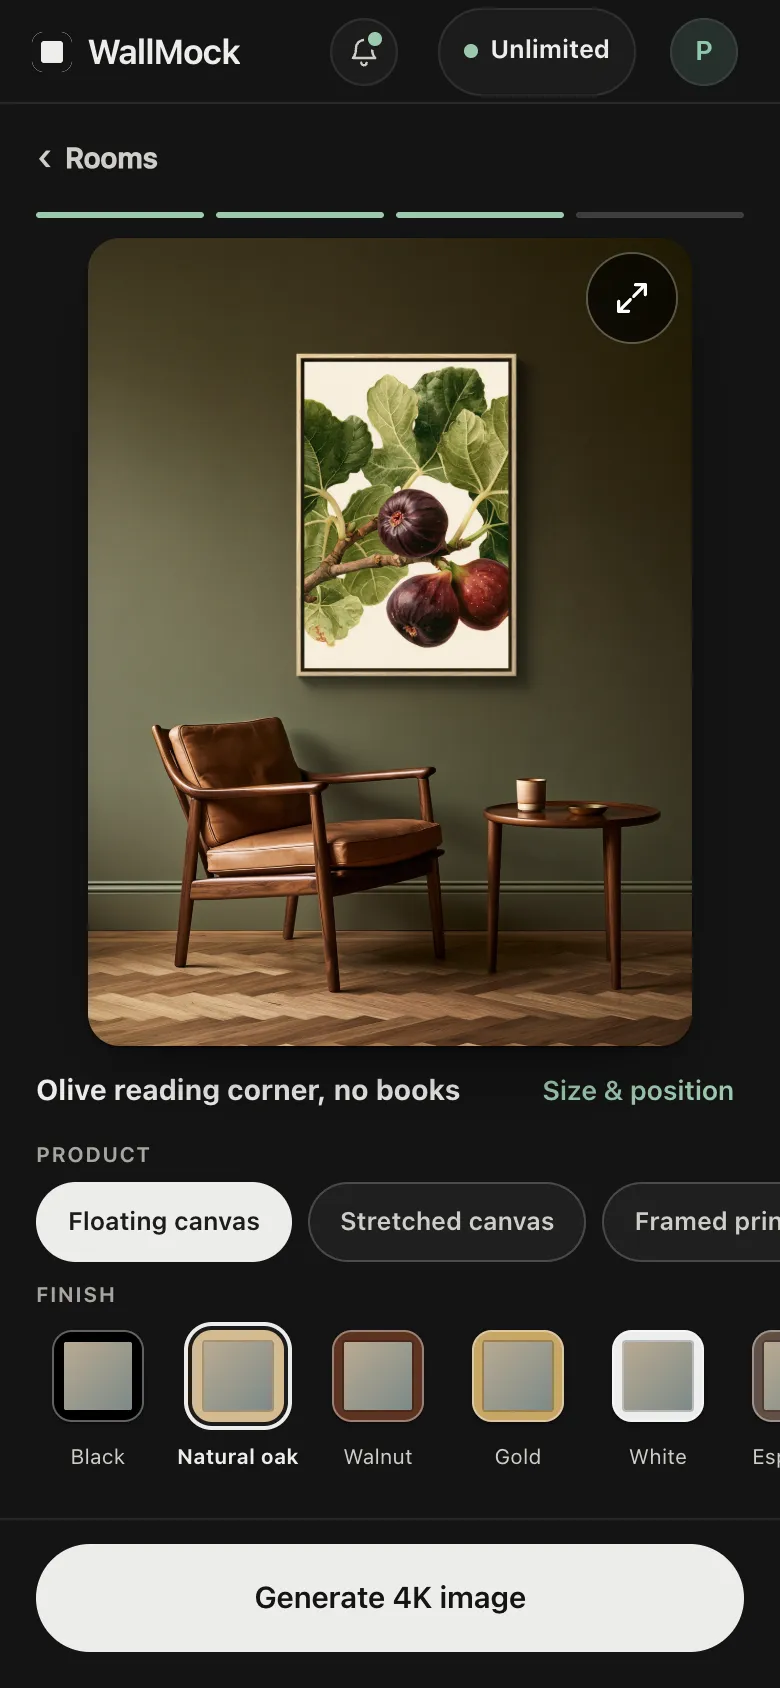 WallMock
Unlimited
P
Rooms
Olive reading corner, no books
Size & position
PRODUCT
Floating canvas
Stretched canvas
Framed prin
FINISH
Black
Natural oak
Walnut
Gold
White
Esp
Generate 4K image